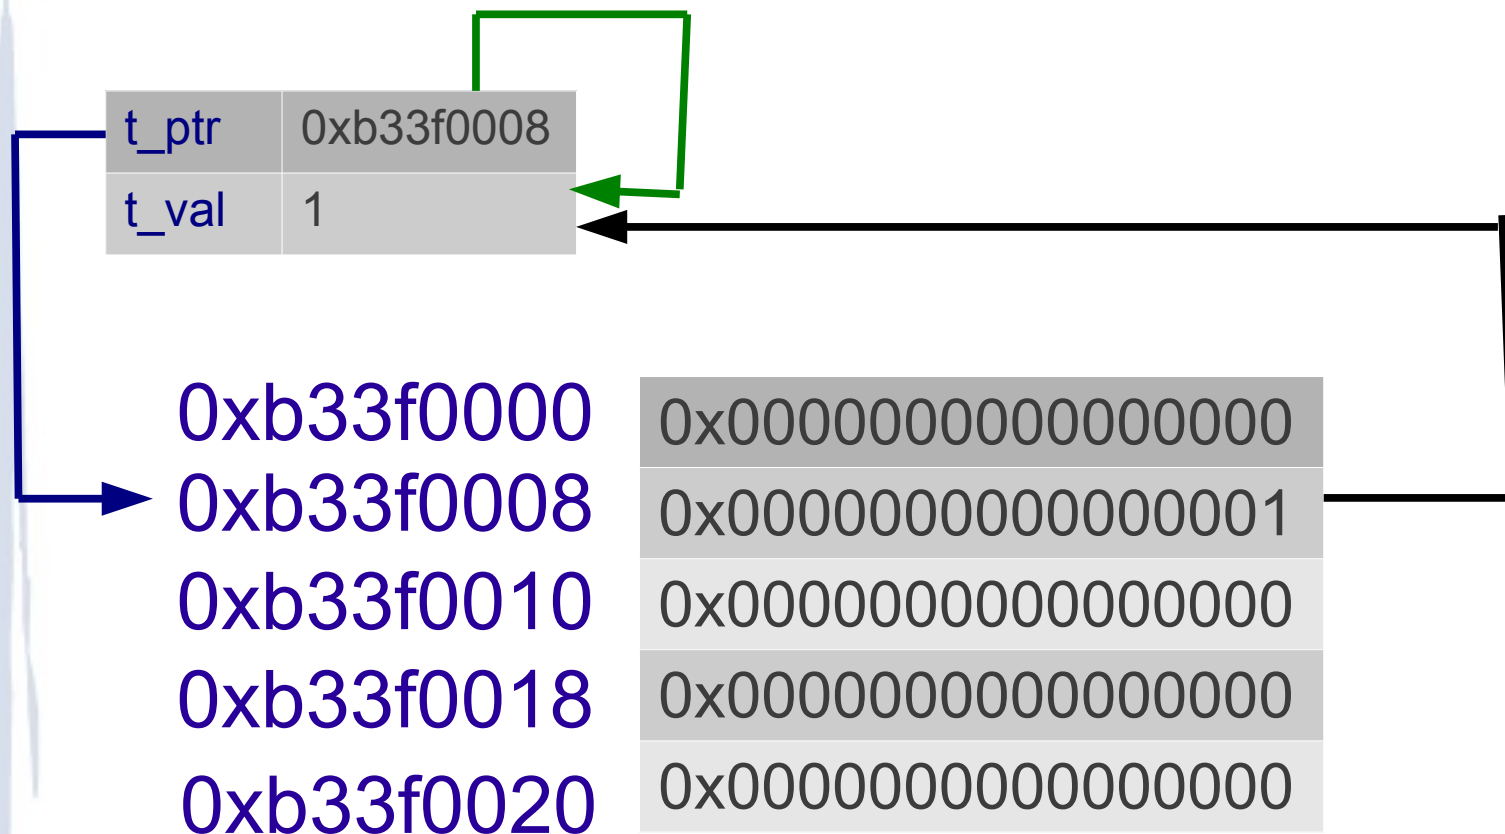 t_ptr 0xb33f0008
t_val 1
0xb33f0000 0x0000000000000000
0xb33f0008 0x0000000000000001
0xb33f0010 0x0000000000000000
0xb33f0018 0x0000000000000000
0xb33f0020 0x0000000000000000